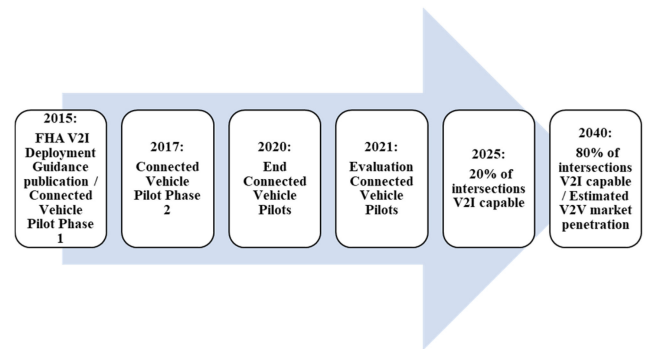 2015:
FHA V2I
Deployment
Guidance
publication /
Connected
Vehicle
Pilot Phase
1
2017:
Connected
Vehicle
Pilot Phase
2
2020:
End
Connected
Vehicle
Pilots
2021:
Evaluation
Connected
Vehicle
Pilots
2025:
20% of
intersections
V2I capable
2040:
80% of
intersections
V2I capable
/ Estimated
V2V market
penetration